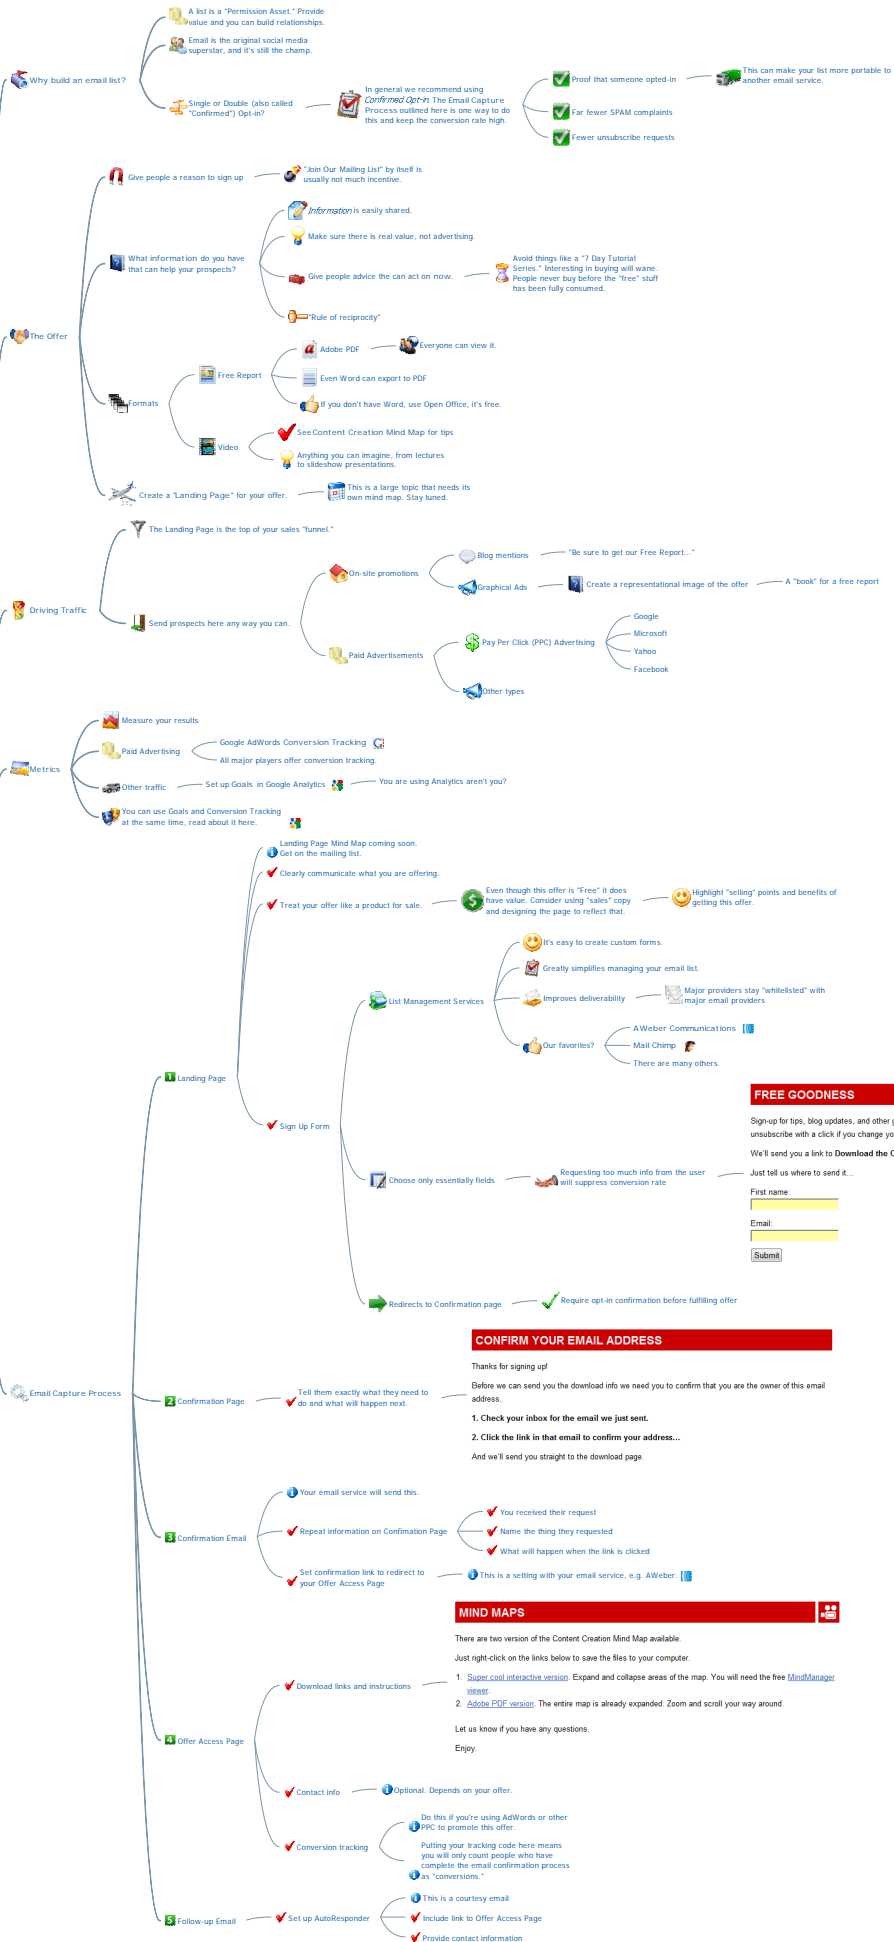 Why build an email list?
A list is a "Permission Asset." Provide
value and you can build relationships.
Email is the original social media
superstar, and it's still the champ.
Single or Double (also called
"Confirmed") Opt-in?
In general we recommend using
Confirmed Opt-in. The Email Capture
Process outlined here is one way to do
this and keep the conversion rate high.
Proof that someone opted-in
This can make your list more portable to
another email service.
Far fewer SPAM complaints
Fewer unsubscribe requests
The Offer
Give people a reason to sign up
"Join Our Mailing List" by itself is
usually not much incentive.
What information do you have
that can help your prospects?
Information is easily shared.
Make sure there is real value, not advertising.
Give people advice the can act on now.
Avoid things like a "7 Day Tutorial
Series." Interesting in buying will wane.
People never buy before the "free" stuff
has been fully consumed.
"Rule of reciprocity"
Formats
Free Report
Adobe PDF
Everyone can view it.
Even Word can export to PDF
If you don't have Word, use Open Office, it's free.
Video
See Content Creation Mind Map for tips
Anything you can imagine, from lectures
to slideshow presentations.
Create a "Landing Page" for your offer.
This is a large topic that needs its
own mind map. Stay tuned.
Driving Traffic
The Landing Page is the top of your sales "funnel."
Send prospects here any way you can.
On-site promotions
Blog mentions
"Be sure to get our Free Report..."
Graphical Ads
Create a representational image of the offer
A "book" for a free report
Paid Advertisements
Pay Per Click (PPC) Advertising
Google
Microsoft
Yahoo
Facebook
Other types
Metrics
Measure your results
Paid Advertising
Google AdWords Conversion Tracking
All major players offer conversion tracking.
Other traffic
Set up Goals in Google Analytics
You are using Analytics aren't you?
You can use Goals and Conversion Tracking
at the same time, read about it here.
Email Capture Process
1 Landing Page
Landing Page Mind Map coming soon.
Get on the mailing list.
Clearly communicate what you are offering.
Treat your offer like a product for sale.
Even though this offer is "Free" it does
have value. Consider using "sales" copy
and designing the page to reflect that.
Highlight "selling" points and benefits of
getting this offer.
Sign Up Form
List Management Services
It's easy to create custom forms.
Greatly simplifies managing your email list.
Improves deliverability
Major providers stay "whitelisted" with
major email providers
Our favorites?
AWeber Communications
Mail Chimp
There are many others.
Choose only essentially fields
Requesting too much info from the user
will suppress conversion rate
FREE GOODNESS
Sign-up for tips, blog updates, and other
unsubscribe with a click if you change
We'll send you a link to Download the
Just tell us where to send it...
First name:
Email:
Submit
Redirects to Confirmation page
Require opt-in confirmation before fulfilling offer
2 Confirmation Page
Tell them exactly what they need to
do and what will happen next.
CONFIRM YOUR EMAIL ADDRESS
Thanks for signing up!
Before we can send you the download info we need you to confirm that you are the owner of this email
address.
1. Check your inbox for the email we just sent.
2. Click the link in that email to confirm your address...
And we'll send you straight to the download page.
3 Confirmation Email
Your email service will send this.
Repeat information on Confimation Page
You received their request
Name the thing they requested
What will happen when the link is clicked
Set confirmation link to redirect to
your Offer Access Page
This is a setting with your email service, e.g. AWeber.
4 Offer Access Page
Download links and instructions
MIND MAPS
There are two version of the Content Creation Mind Map available.
Just right-click on the links below to save the files to your computer.
1. Super cool interactive version. Expand and collapse areas of the map. You will need the free MindManager
viewer.
2. Adobe PDF version. The entire map is already expanded. Zoom and scroll your way around.
Let us know if you have any questions.
Enjoy.
Contact info
Optional. Depends on your offer.
Conversion tracking
Do this if you're using AdWords or other
PPC to promote this offer.
Putting your tracking code here means
you will only count people who have
complete the email confirmation process
as "conversions."
5 Follow-up Email
Set up AutoResponder
This is a courtesy email
Include link to Offer Access Page
Provide contact information